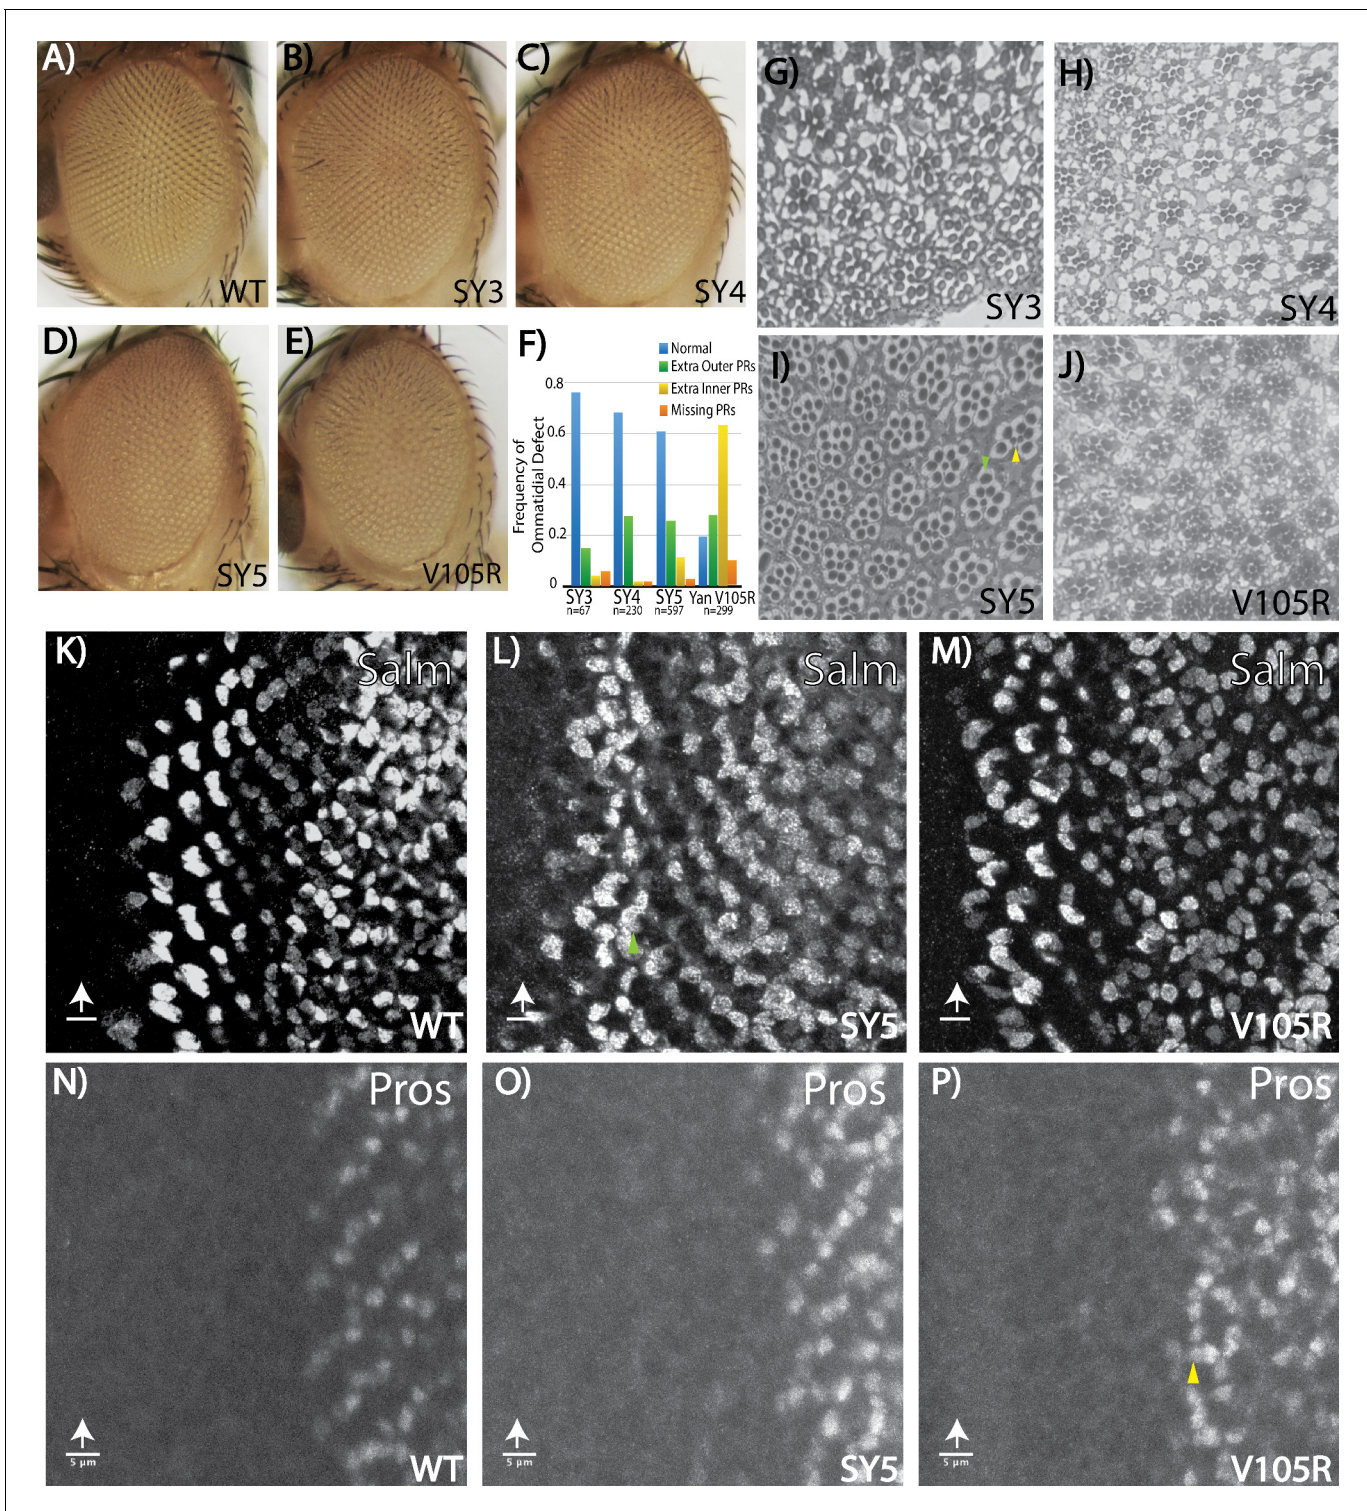 A)
WT
B)
SY3
C)
SY4
D)
SY5
E)
V105R
F)
Normal
Extra Outer PRs
Extra Inner PRs
Missing PRs
Frequency of
Ommatidial Defect
0.8
0.6
0.4
0.2
0
SY3 SY4 SY5 Yan V105R
n=67 n=230 n=597 n=299
G)
SY3
H)
SY4
I)
SY5
J)
V105R
K)
Salm
WT
L)
Salm
SY5
M)
Salm
V105R
N)
Pros
5 µm
WT
O)
Pros
5 µm
SY5
P)
Pros
5 µm
V105R